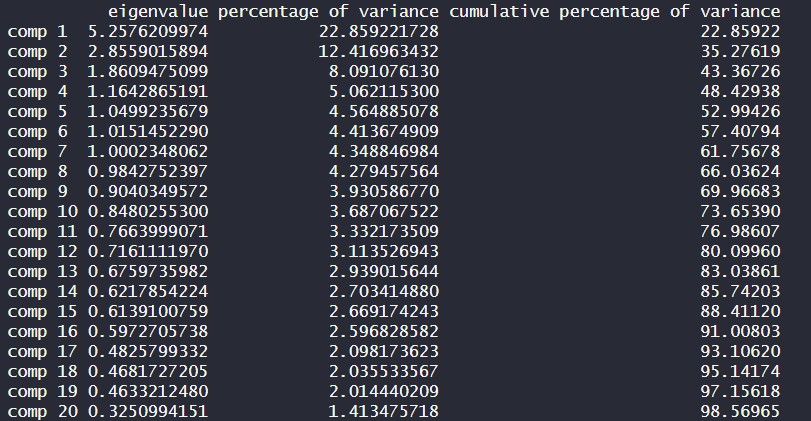 eigenvalue percentage of variance cumulative percentage of variance
comp 1 5.2576209974 22.859221728 22.85922
comp 2 2.8559015894 12.416963432 35.27619
comp 3 1.8609475099 8.091076130 43.36726
comp 4 1.1642865191 5.062115300 48.42938
comp 5 1.0499235679 4.564885078 52.99426
comp 6 1.0151452290 4.413674909 57.40794
comp 7 1.0002348062 4.348846984 61.75678
comp 8 0.9842752397 4.279457564 66.03624
comp 9 0.9040349572 3.930586770 69.96683
comp 10 0.8480255300 3.687067522 73.65390
comp 11 0.7663999071 3.332173509 76.98607
comp 12 0.7161111970 3.113526943 80.09960
comp 13 0.6759735982 2.939015644 83.03861
comp 14 0.6217854224 2.703414880 85.74203
comp 15 0.6139100759 2.669174243 88.41120
comp 16 0.5972705738 2.596828582 91.00803
comp 17 0.4825799332 2.098173623 93.10620
comp 18 0.4681727205 2.035533567 95.14174
comp 19 0.4633212480 2.014440209 97.15618
comp 20 0.3250994151 1.413475718 98.56965